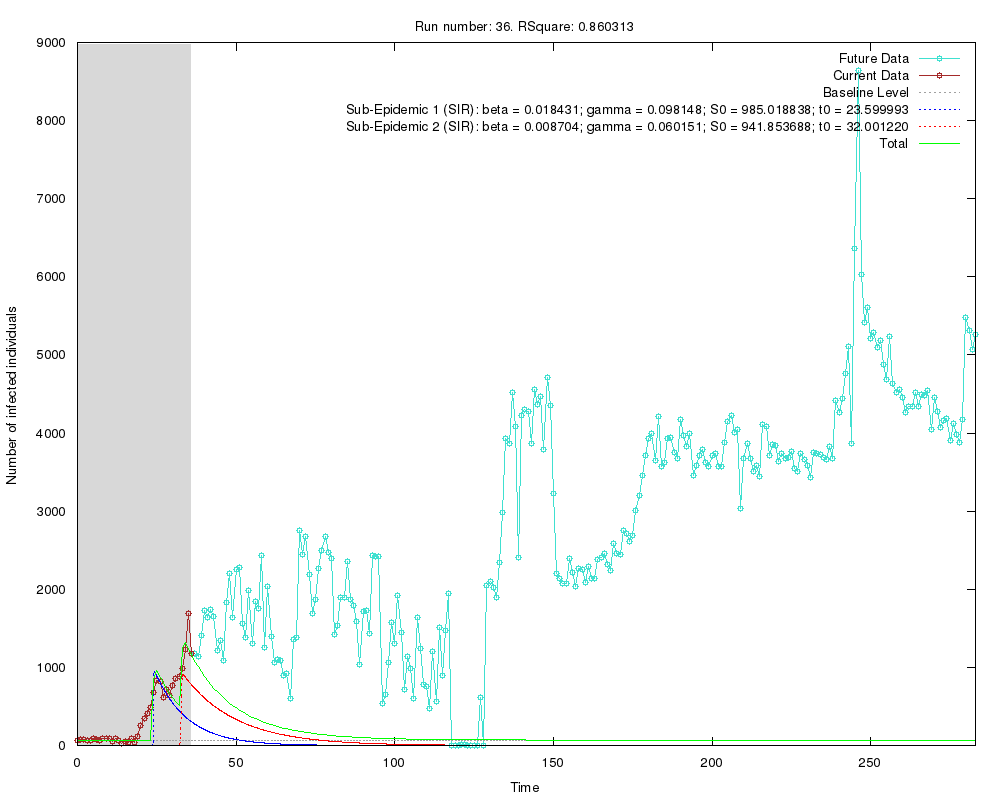 Run number: 36. RSquare: 0.860313
9000
8000
7000
6000
5000
4000
3000
2000
1000
0
Number of infected individuals
Future Data
Current Data
Baseline Level
Sub-Epidemic 1 (SIR): beta = 0.018431; gamma = 0.098148; S0 = 985.018838; t0 = 23.599993
Sub-Epidemic 2 (SIR): beta = 0.008704; gamma = 0.060151; S0 = 941.853688; t0 = 32.001220
Total
0 50 100 150 200 250
Time